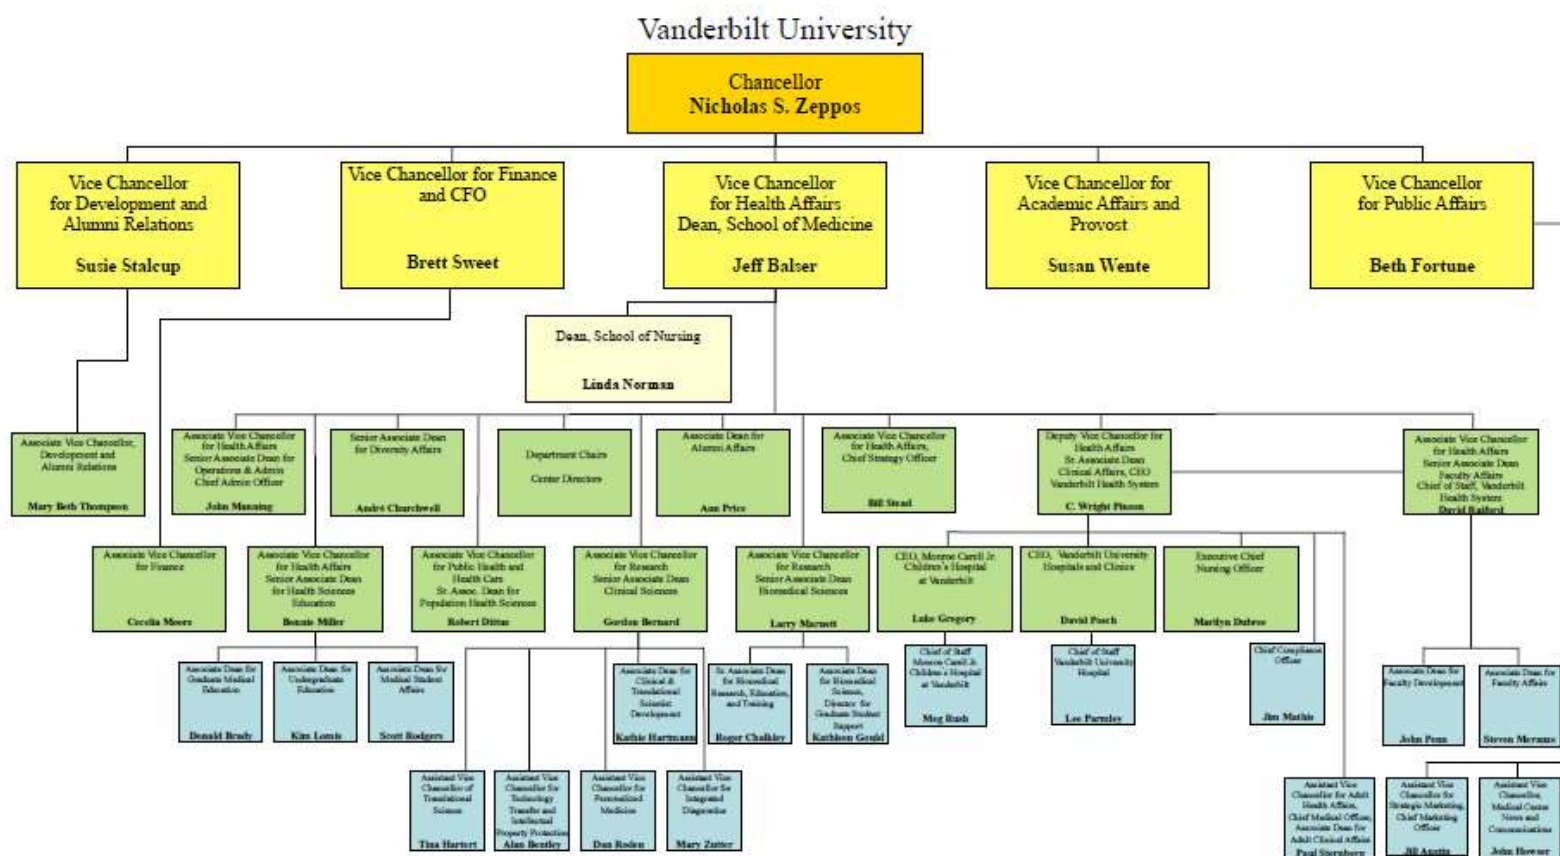 Vanderbilt University
Chancellor
Nicholas S. Zeppos
Vice Chancellor
for Development and
Alumni Relations
Susie Stalcup
Vice Chancellor for Finance
and CFO
Brett Sweet
Vice Chancellor
for Health Affairs
Dean, School of Medicine
Jeff Balser
Vice Chancellor for
Academic Affairs and
Provost
Susan Wente
Vice Chancellor
for Public Affairs
Beth Fortune
Dean, School of Nursing
Linda Norman
Associate Vice Chancellor,
Development and
Alumni Relations
Mary Beth Thompson
Associate Vice Chancellor
for Health Affairs
Senior Associate Dean for
Operations & Admin
Chief Admin Officer
John Manning
Senior Associate Dean
for Diversity Affairs
André Churchwell
Department Chairs
Center Directors
Associate Dean for
Alumni Affairs
Ann Price
Associate Vice Chancellor
for Health Affairs,
Chief Strategy Officer
Bill Stead
Deputy Vice Chancellor for
Health Affairs
Sr. Associate Dean
Clinical Affairs, CEO
Vanderbilt Health System
C. Wright Pinson
Associate Vice Chancellor
for Health Affairs
Senior Associate Dean
Faculty Affairs
Chief of Staff, Vanderbilt
Health System
David Raiford
Associate Vice Chancellor
for Finance
Cecelia Moore
Associate Vice Chancellor
for Health Affairs
Senior Associate Dean
for Health Sciences
Education
Bonnie Miller
Associate Vice Chancellor
for Public Health and
Health Care
Sr. Assoc. Dean for
Population Health Sciences
Robert Dittus
Associate Vice Chancellor
for Research
Senior Associate Dean
Clinical Sciences
Gordon Bernard
Associate Vice Chancellor
for Research
Senior Associate Dean
Biomedical Sciences
Larry Marnett
CEO, Monroe Carell Jr.
Children's Hospital
at Vanderbilt
Luke Gregory
CEO, Vanderbilt University
Hospitals and Clinics
David Posch
Executive Chief
Nursing Officer
Marilyn Dubree
Associate Dean for
Graduate Medical
Education
Donald Brady
Associate Dean for
Undergraduate
Education
Kim Lomis
Associate Dean for
Medical Student
Affairs
Scott Rodgers
Associate Dean for
Clinical &
Translational
Scientist
Development
Kathie Hartmann
Sr. Associate Dean
for Biomedical
Research, Education,
and Training
Roger Chalkley
Associate Dean
for Biomedical
Science,
Director for
Graduate Student
Support
Kathleen Gould
Chief of Staff
Monroe Carell Jr.
Children's Hospital
at Vanderbilt
Meg Rush
Chief of Staff
Vanderbilt University
Hospital
Lee Parmley
Chief Compliance
Officer
Jim Mathis
Associate Dean for
Faculty Development
John Penn
Associate Dean for
Faculty Affairs
Steven Meranze
Assistant Vice
Chancellor of
Translational
Science
Tina Hartert
Assistant Vice
Chancellor for
Technology
Transfer and
Intellectual
Property Protection
Alan Bentley
Assistant Vice
Chancellor for
Personalized
Medicine
Dan Roden
Assistant Vice
Chancellor for
Integrated
Diagnostics
Mary Zutter
Assistant Vice
Chancellor for Adult
Health Affairs,
Chief Medical Officer,
Associate Dean for
Adult Clinical Affairs
Paul Sternberg
Assistant Vice
Chancellor for
Strategic Marketing,
Chief Marketing
Officer
Jill Austin
Assistant Vice
Chancellor,
Medical Center
News and
Communications
John Howser